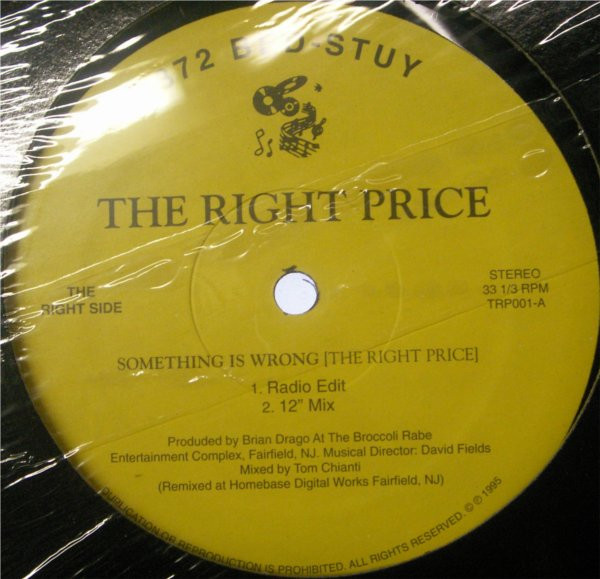 72 BED-STUY
THE RIGHT PRICE
THE
RIGHT SIDE
STEREO
33 1/3 RPM
TRP001-A
SOMETHING IS WRONG [THE RIGHT PRICE]
1. Radio Edit
2. 12" Mix
Produded by Brian Drago At The Broccoli Rabe
Entertainment Complex, Fairfield, NJ. Musical Director: David Fields
Mixed by Tom Chianti
(Remixed at Homebase Digital Works Fairfield, NJ)
DUPLICATION OR REPRODUCTION IS PROHIBITED. ALL RIGHTS RESERVED. © ℗ 1995